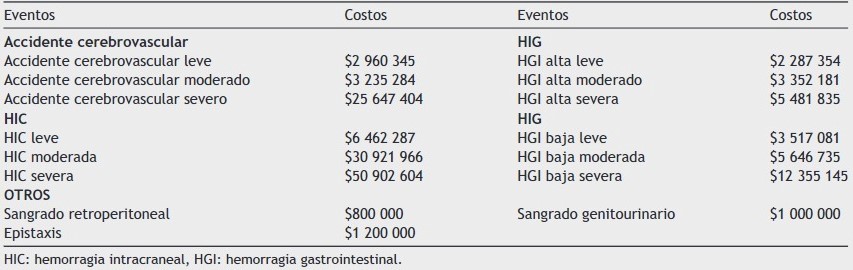 Eventos Costos Eventos Costos
Accidente cerebrovascular HIG
Accidente cerebrovascular leve $2 960 345 HGI alta leve $2 287 354
Accidente cerebrovascular moderado $3 235 284 HGI alta moderado $3 352 181
Accidente cerebrovascular severo $25 647 404 HGI alta severa $5 481 835
HIC HIG
HIC leve $6 462 287 HGI baja leve $3 517 081
HIC moderada $30 921 966 HGI baja moderada $5 646 735
HIC severa $50 902 604 HGI baja severa $12 355 145
OTROS
Sangrado retroperitoneal $800 000 Sangrado genitourinario $1 000 000
Epistaxis $1 200 000
HIC: hemorragia intracraneal, HGI: hemorragia gastrointestinal.